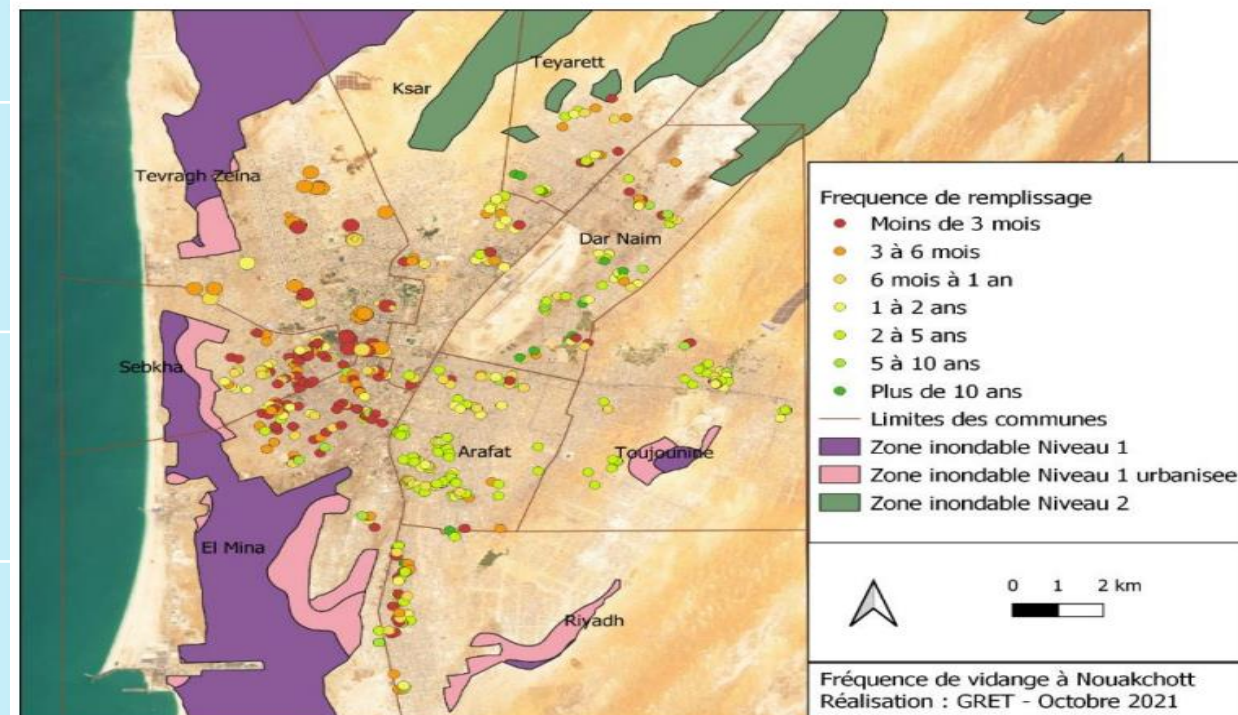 Teyarett
Ksar
Tevragh Zeina
Dar Naim
Sebkha
Arafat
Toujounine
El Mina
Riyadh
Frequence de remplissage
Moins de 3 mois
3 à 6 mois
6 mois à 1 an
1 à 2 ans
2 à 5 ans
5 à 10 ans
Plus de 10 ans
Limites des communes
Zone inondable Niveau 1
Zone inondable Niveau 1 urbanisee
Zone inondable Niveau 2
0 1 2 km
Fréquence de vidange à Nouakchott
Réalisation : GRET - Octobre 2021